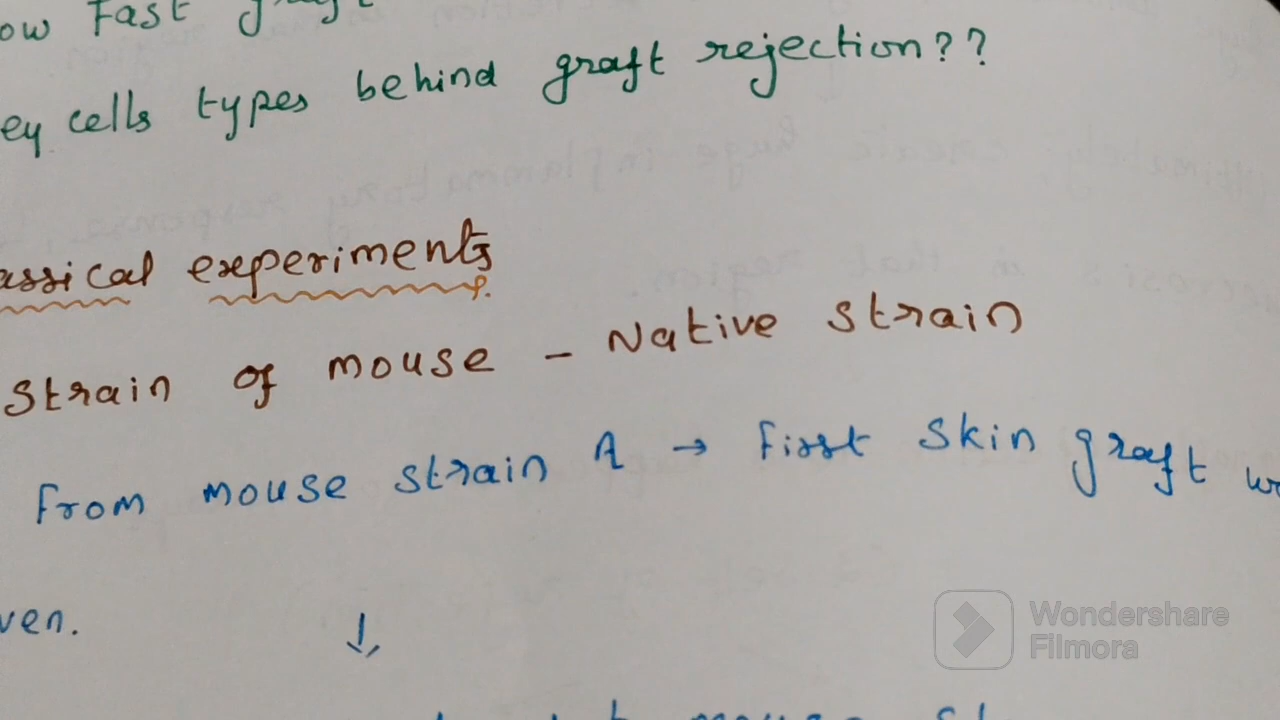 ow Fast
ey cells types behind graft rejection??
assical experiments
Strain of mouse - Native strain
From mouse strain A → First skin graft w
ven.
↓
mouse
Wondershare
Filmora